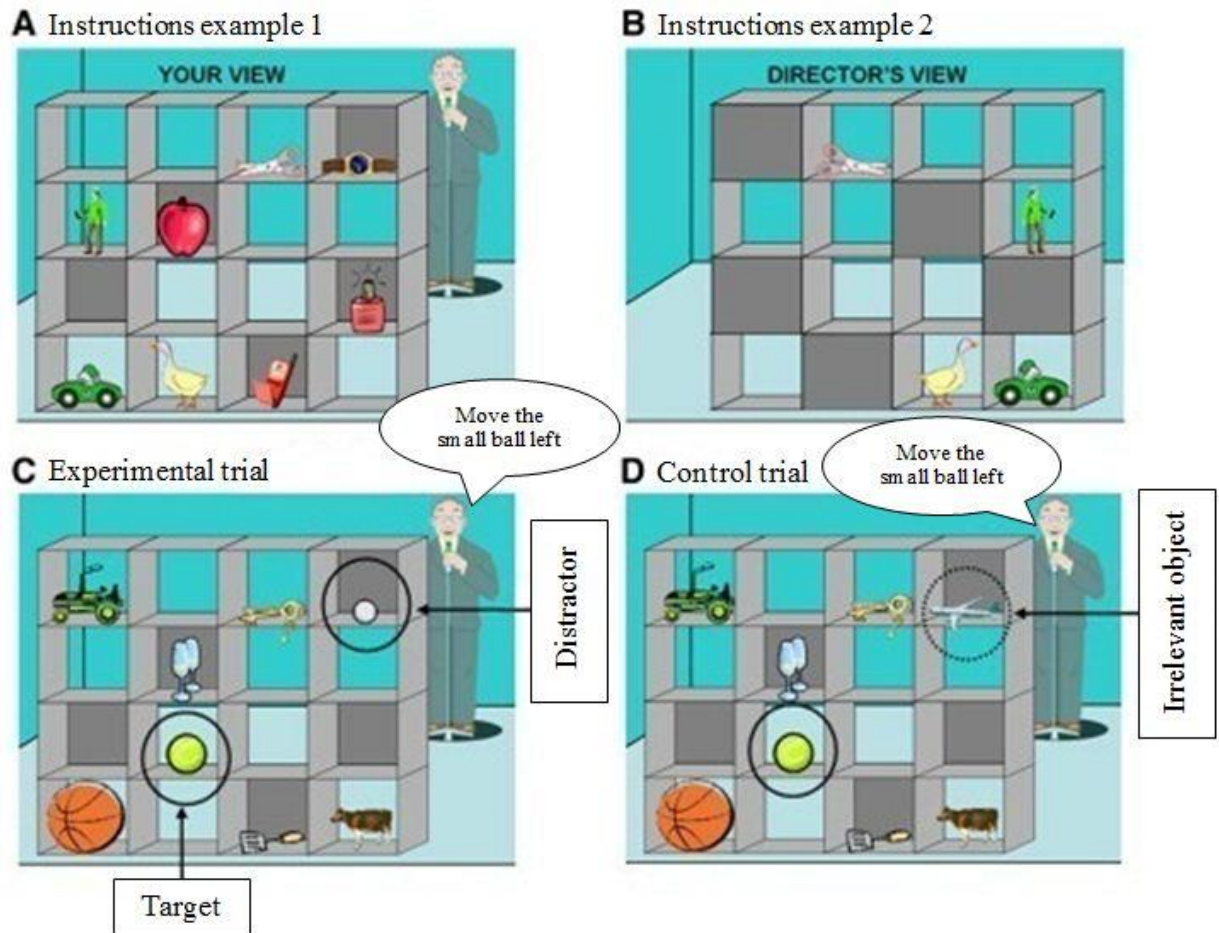 A Instructions example 1
B Instructions example 2
YOUR VIEW
DIRECTOR'S VIEW
Move the
small ball left
C Experimental trial
Move the
small ball left
D Control trial
Distractor
Irrelevant object
Target